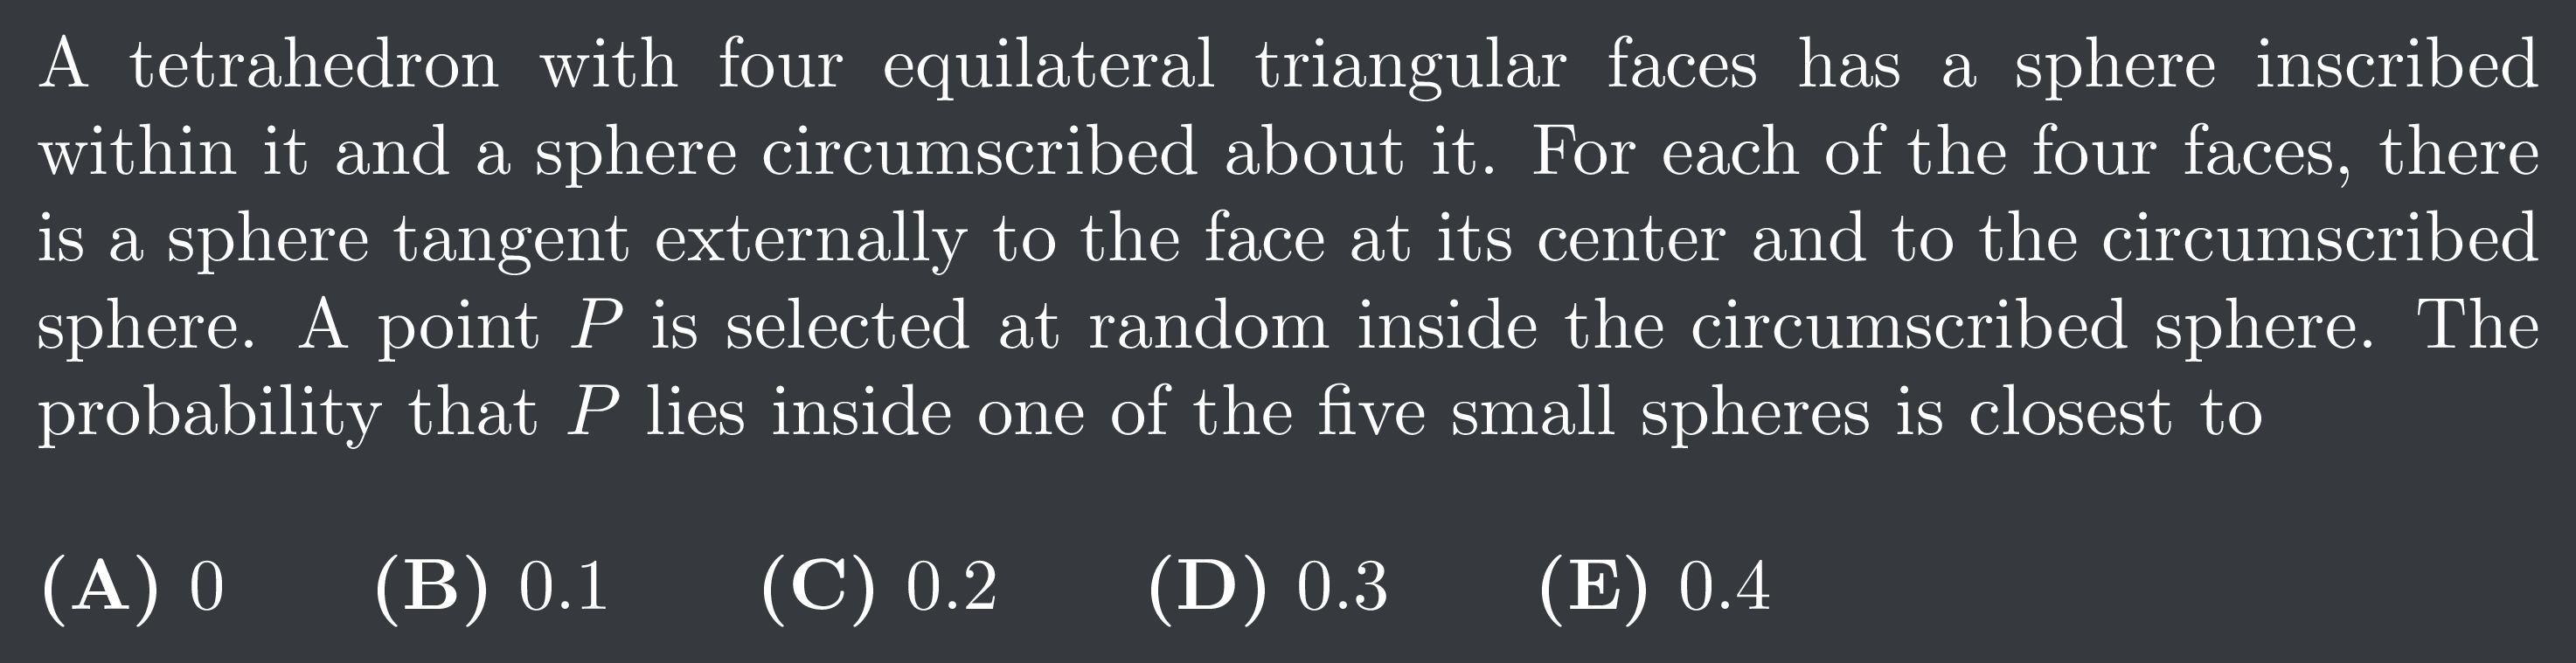 A tetrahedron with four equilateral triangular faces has a sphere inscribed
within it and a sphere circumscribed about it. For each of the four faces, there
is a sphere tangent externally to the face at its center and to the circumscribed
sphere. A point P is selected at random inside the circumscribed sphere. The
probability that P lies inside one of the five small spheres is closest to
(A) 0 (B) 0.1 (C) 0.2 (D) 0.3 (E) 0.4